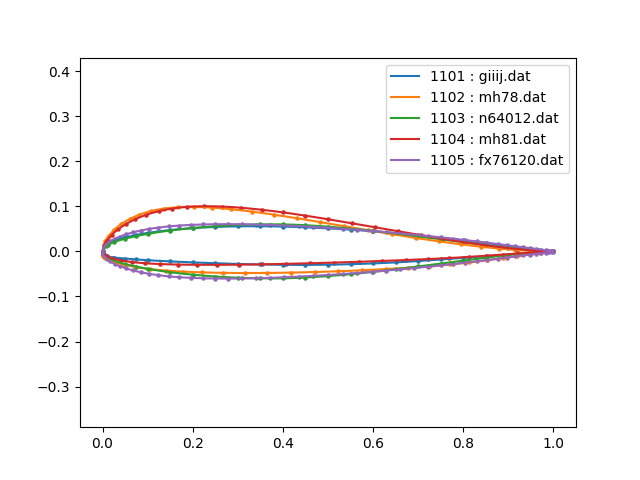 0.4
0.3
0.2
0.1
0.0
−0.1
−0.2
−0.3
0.0 0.2 0.4 0.6 0.8 1.0
1101 : giiij.dat
1102 : mh78.dat
1103 : n64012.dat
1104 : mh81.dat
1105 : fx76120.dat